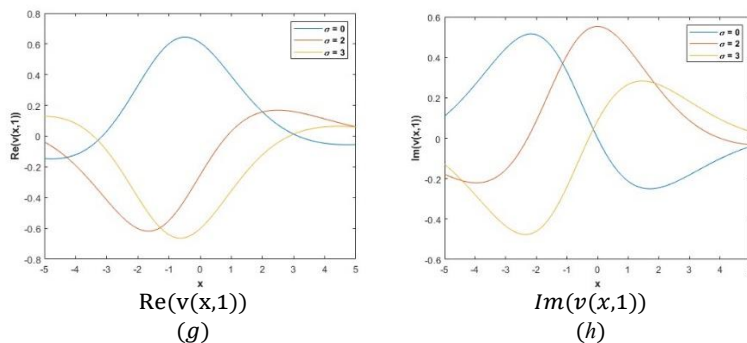 0.8
0.6
0.4
0.2
0
-0.2
-0.4
-0.6
-0.8
Re(v(x,1))
-5 -4 -3 -2 -1 0 1 2 3 4 5
x
σ = 0
σ = 2
σ = 3
Re(v(x,1))
(g)
0.6
0.4
0.2
0
-0.2
-0.4
-0.6
Im(v(x,1))
-5 -4 -3 -2 -1 0 1 2 3 4
x
σ = 0
σ = 2
σ = 3
Im(v(x,1))
(h)